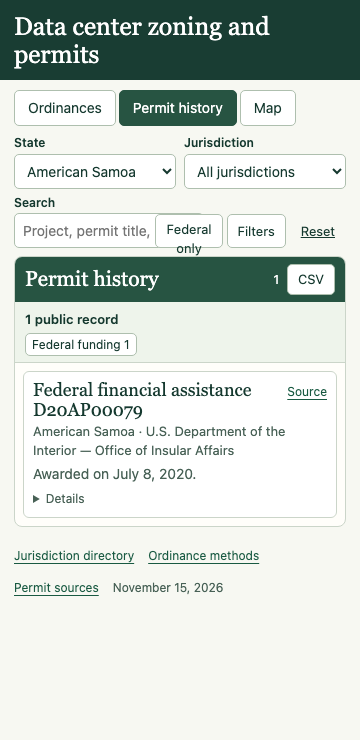 Data center zoning and
permits
Ordinances
Permit history
Map
State
Jurisdiction
American Samoa
All jurisdictions
Search
Project, permit title,
Federal
only
Filters
Reset
Permit history
1
CSV
1 public record
Federal funding 1
Federal financial assistance
D20AP00079
Source
American Samoa · U.S. Department of the
Interior — Office of Insular Affairs
Awarded on July 8, 2020.
Details
Jurisdiction directory
Ordinance methods
Permit sources
November 15, 2026